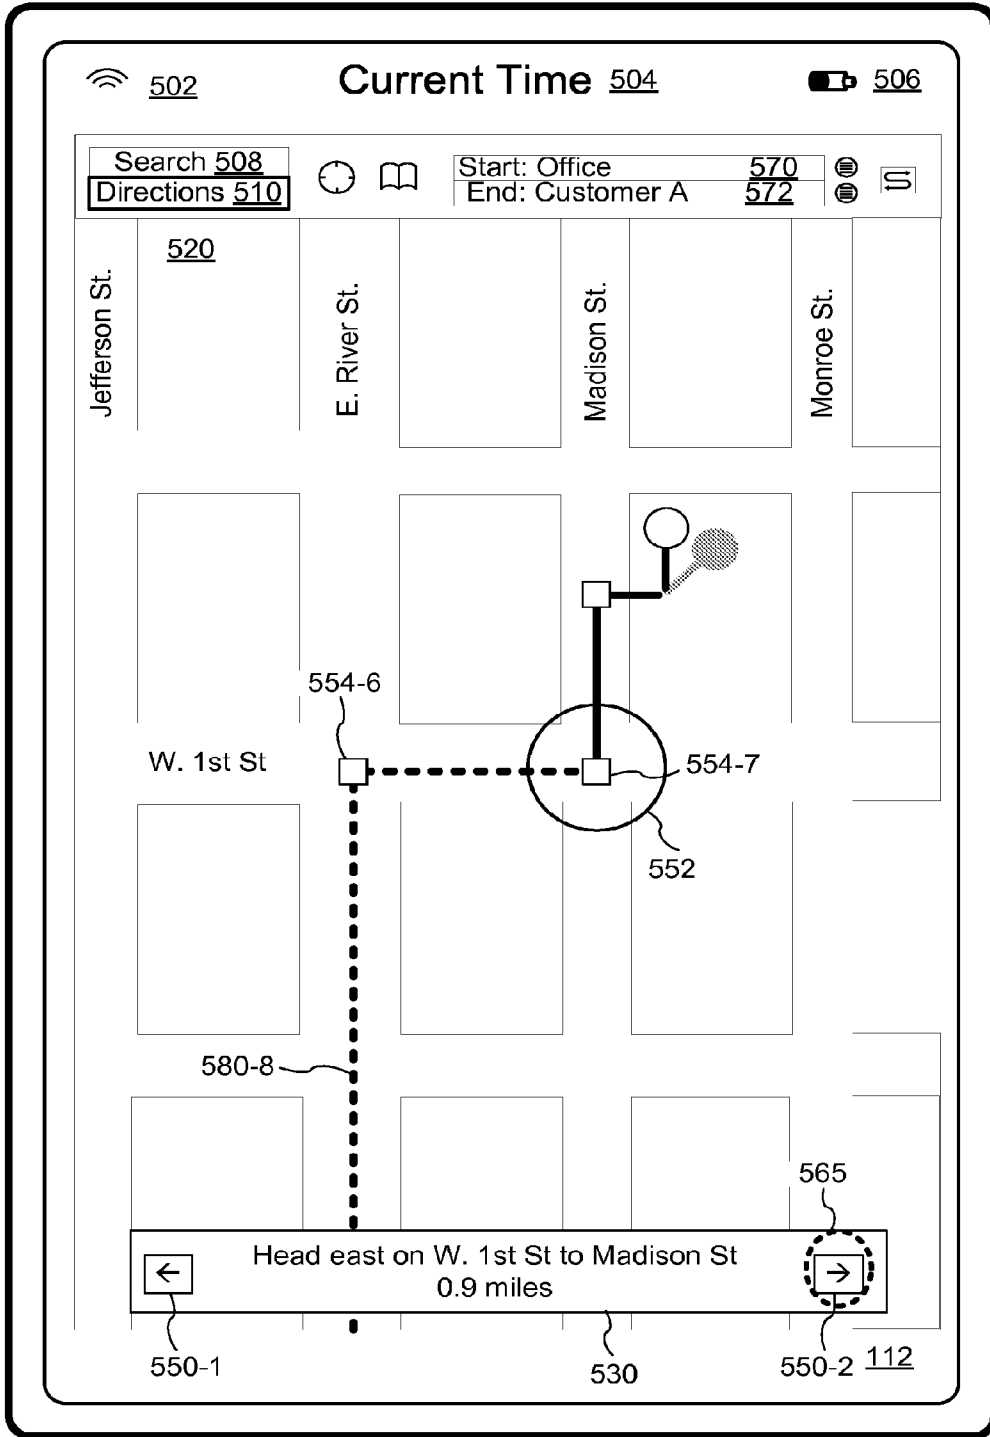 502 Current Time 504 506
Search 508
Directions 510
Start: Office 570
End: Customer A 572
520
Jefferson St.
E. River St.
Madison St.
Monroe St.
554-6
W. 1st St
554-7
552
580-8
565
Head east on W. 1st St to Madison St
0.9 miles
550-1
530
550-2
112